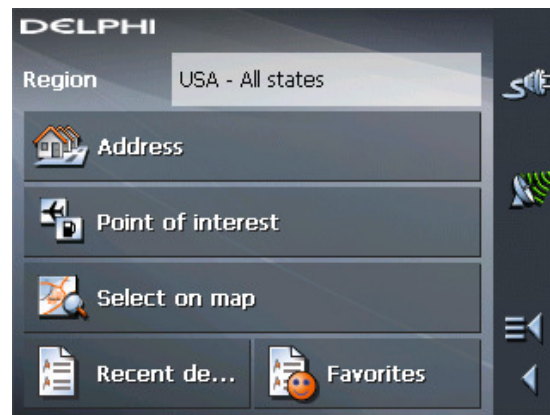 DELPHI
Region USA - All states
Address
Point of interest
Select on map
Recent de... Favorites